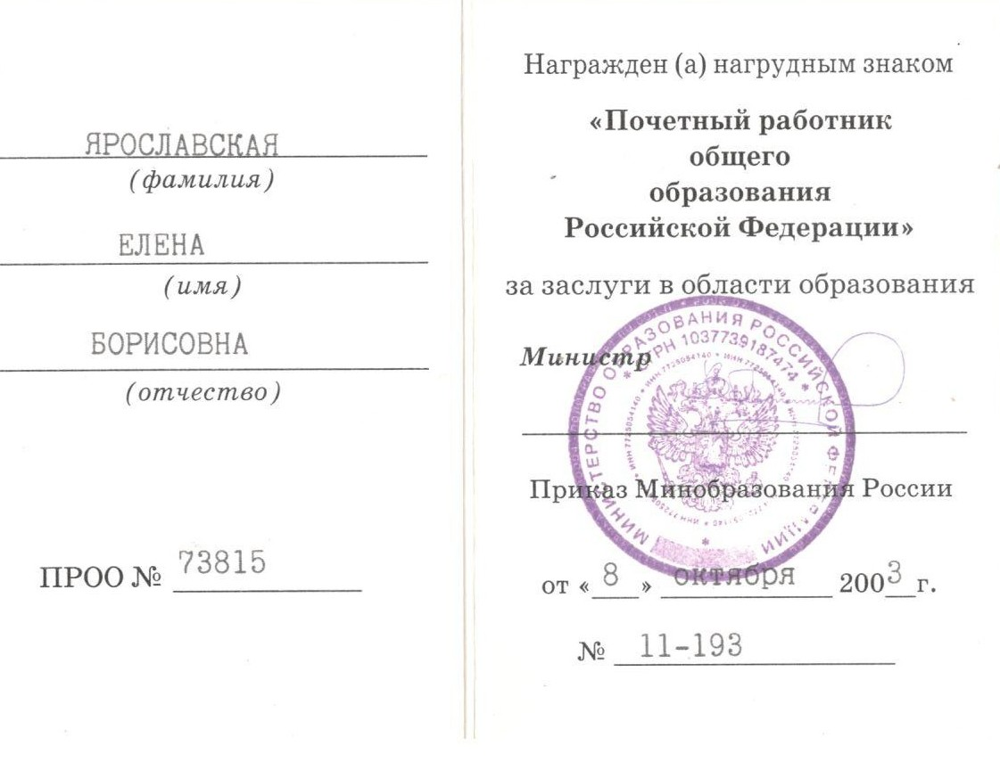 ЯРОСЛАВСКАЯ
(фамилия)
ЕЛЕНА
(имя)
БОРИСОВНА
(отчество)
ПРОО № 73815
Награжден (а) нагрудным знаком
«Почетный работник
общего
образования
Российской Федерации»
за заслуги в области образования
Министр
МИНИСТЕРСТВО ОБРАЗОВАНИЯ РОССИЙСКОЙ ФЕДЕРАЦИИ
* ОГРН 1037739187474 *
* ИНН 7725054140 * ИНН 7725054140
Приказ Минобразования России
от « 8 » октября 2003 г.
№ 11-193